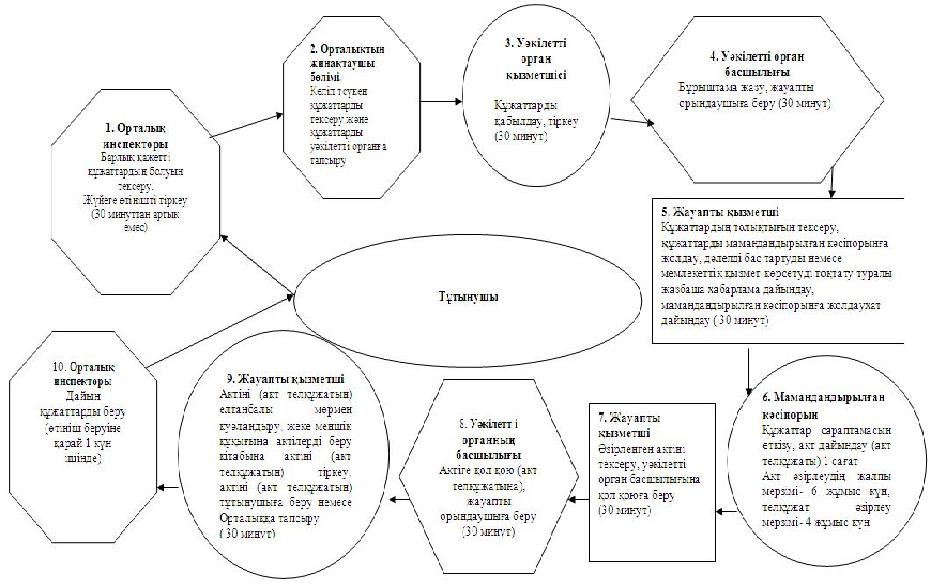 1. Орталық
инспекторы
Барлық қажетті
құжаттардың болуын
тексеру.
Жүйеге өтінішті тіркеу
(30 минуттан артық
емес)
2. Орталықтың
жинақтаушы
бөлімі
Келіп түскен
құжаттарды
тексеру және
құжаттарды
уәкілетті органға
тапсыру
3. Уәкілетті
орган
қызметшісі
Құжаттарды
қабылдау, тіркеу
(30 минут)
4. Уәкілетті орган
басшылығы
Бұрыштама жазу, жауапты
орындаушыға беру (30 минут)
5. Жауапты қызметші
Құжаттардың толықтығын тексеру,
құжаттарды мамандандырылған кәсіпорынға
жолдау, дәлелді бас тартуды немесе
мемлекеттік қызмет көрсетуді тоқтату туралы
жазбаша хабарлама дайындау,
мамандандырылған кәсіпорынға жолдаухат
дайындау ( 30 минут)
Тұтынушы
6. Мамандандырылған
кәсіпорын
Құжаттар сараптамасын
өткізу, акт дайындау (акт
телқұжаты) 1 сағат
Акт әзірлеудің жалпы
мерзімі- 6 жұмыс күн,
телқұжат әзірлеу
мерзімі- 4 жұмыс күн
7. Жауапты
қызметші
Әзірленген актіні
тексеру, уәкілетті
орган басшылығына
қол қоюға беру
(30 минут)
8. Уәкілетті
органның
басшылығы
Актіге қол қою (акт
телқұжатына),
жауапты
орындаушыға беру
(30 минут)
9. Жауапты қызметші
Актіні (акт телқұжатын)
елтаңбалы мөрмен
куәландыру, жеке меншік
құқығына актілерді беру
кітабына актіні (акт
телқұжатын) тіркеу,
актіні (акт телқұжатын)
тұтынушыға беру немесе
Орталыққа тапсыру
( 30 минут)
10. Орталық
инспекторы
Дайын
құжаттарды беру
(өтініш беруіне
қарай 1 күн
ішінде)